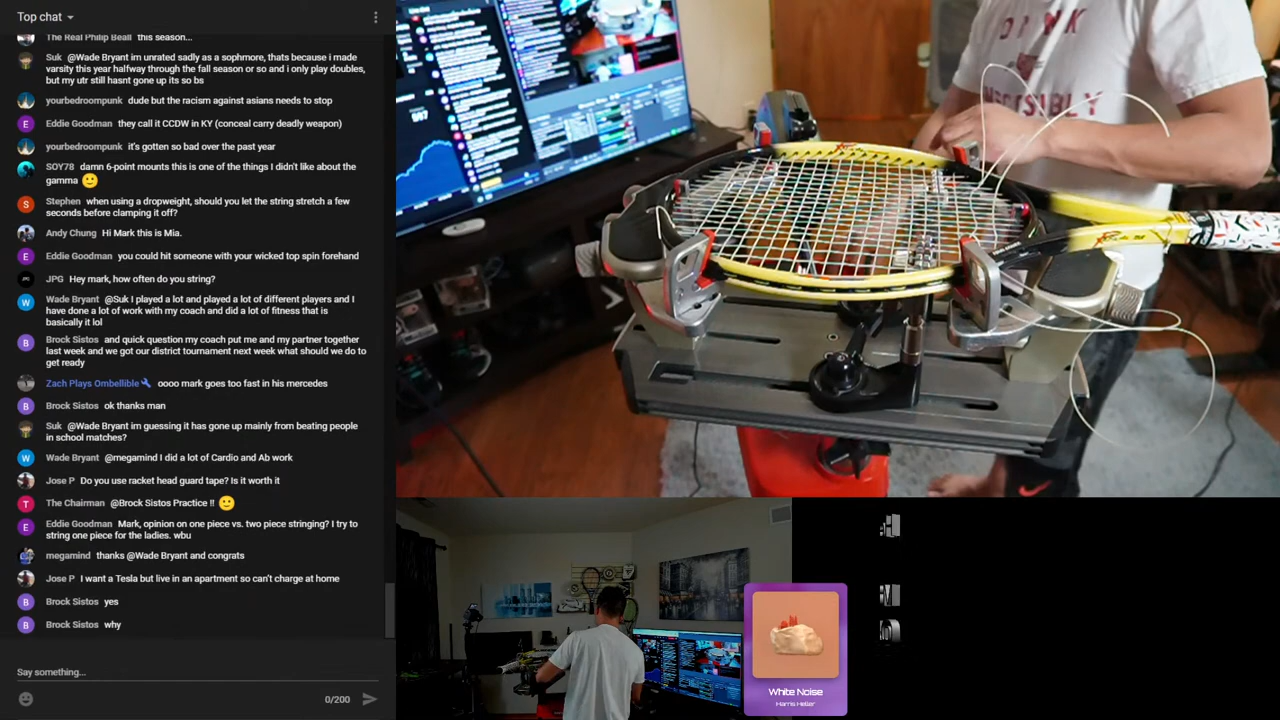 Top chat
The Real Philip Beall this season...
Suk @Wade Bryant im unrated sadly as a sophmore, thats because i made
varsity this year halfway through the fall season or so and i only play doubles,
but my utr still hasnt gone up its so bs
yourbedroompunk dude but the racism against asians needs to stop
E Eddie Goodman they call it CCDW in KY (conceal carry deadly weapon)
yourbedroompunk it's gotten so bad over the past year
SOY78 damn 6-point mounts this is one of the things I didn't like about the
gamma
S Stephen when using a dropweight, should you let the string stretch a few
seconds before clamping it off?
Andy Chung Hi Mark this is Mia.
E Eddie Goodman you could hit someone with your wicked top spin forehand
JPG Hey mark, how often do you string?
W Wade Bryant @Suk I played a lot and played a lot of different players and I
have done a lot of work with my coach and did a lot of fitness that is
basically it lol
B Brock Sistos and quick question my coach put me and my partner together
last week and we got our district tournament next week what should we do to
get ready
Zach Plays Ombellible oooo mark goes too fast in his mercedes
B Brock Sistos ok thanks man
Suk @Wade Bryant im guessing it has gone up mainly from beating people
in school matches?
W Wade Bryant @megamind I did a lot of Cardio and Ab work
Jose P Do you use racket head guard tape? Is it worth it
T The Chairman @Brock Sistos Practice !!
E Eddie Goodman Mark, opinion on one piece vs. two piece stringing? I try to
string one piece for the ladies. wbu
megamind thanks @Wade Bryant and congrats
Jose P I want a Tesla but live in an apartment so can't charge at home
B Brock Sistos yes
B Brock Sistos why
Say something...
0/200
White Noise
Harris Heller